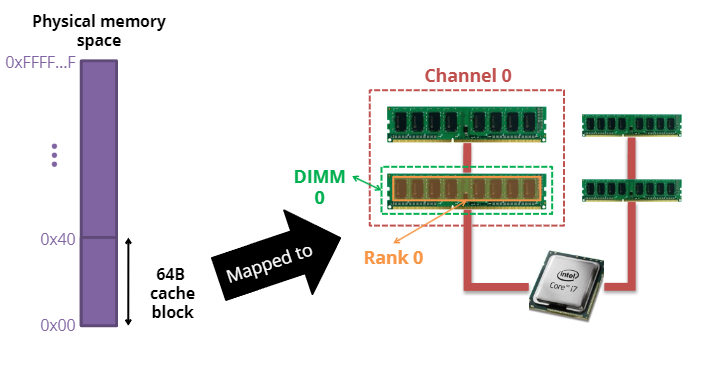 Physical memory
space
0xFFFF...F
0x40
64B
cache
block
0x00
Mapped to
Channel 0
DIMM
0
Rank 0
intel
Core™ i7